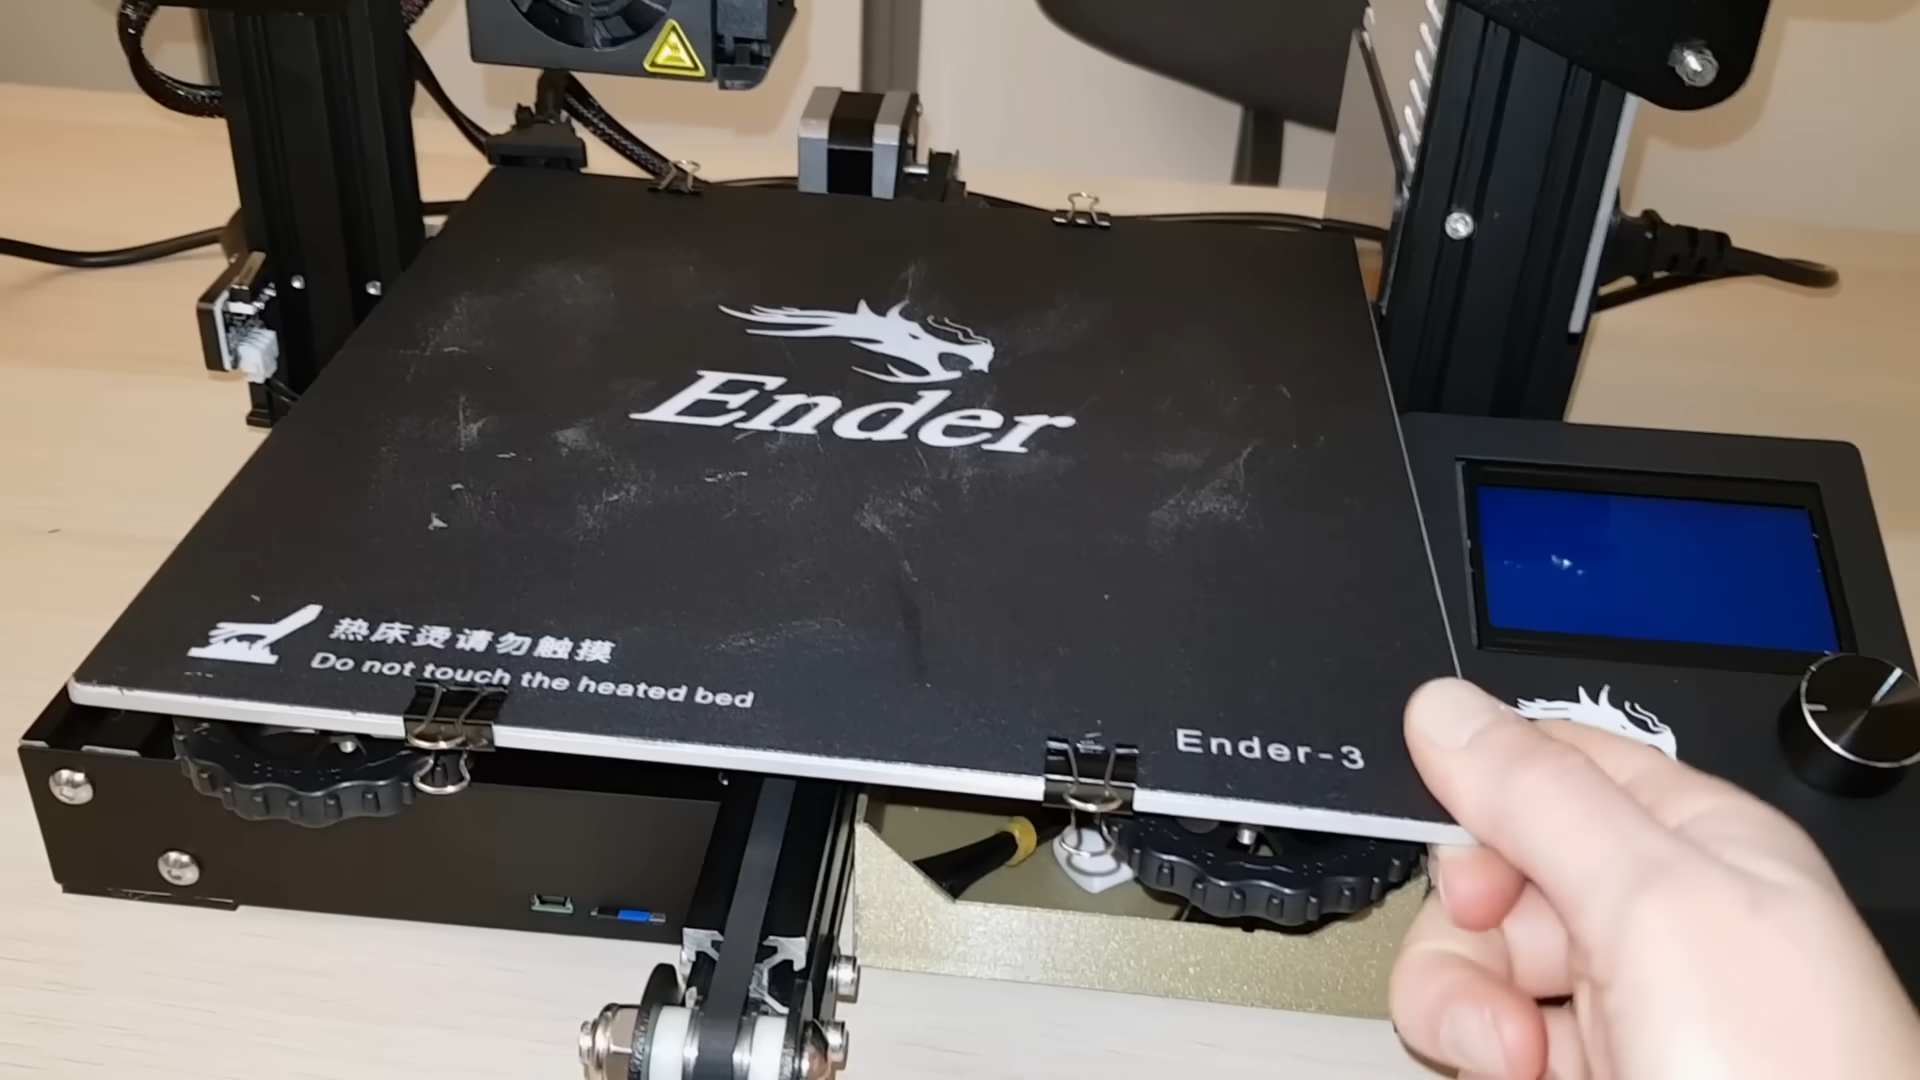 Ender
热床烫请勿触摸
Do not touch the heated bed
Ender-3